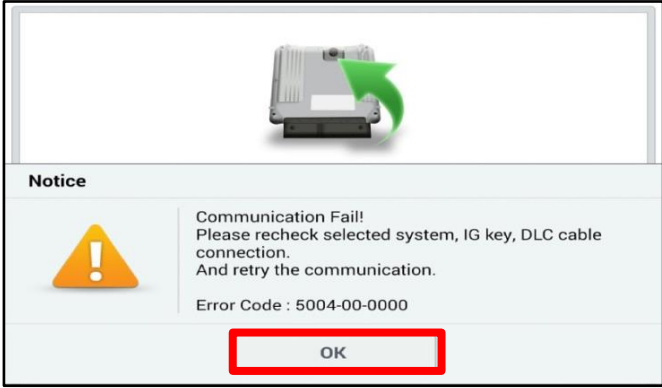 Notice
Communication Fail!
Please recheck selected system, IG key, DLC cable
connection.
And retry the communication.
Error Code : 5004-00-0000
OK